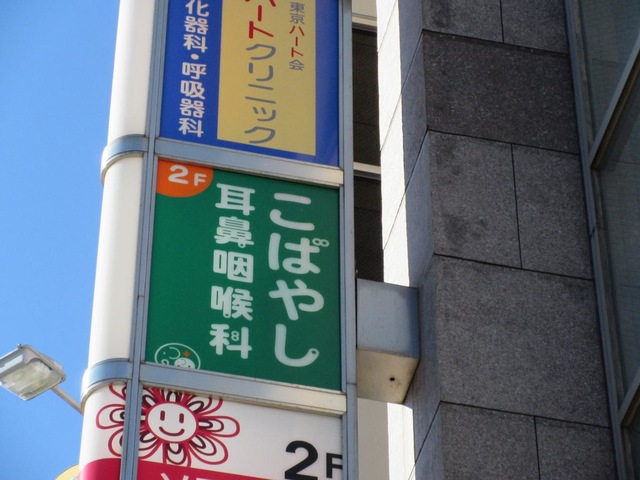 東京ハート会
ハートクリニック
化器科・呼吸器科
2F
こばやし
耳鼻咽喉科
2F